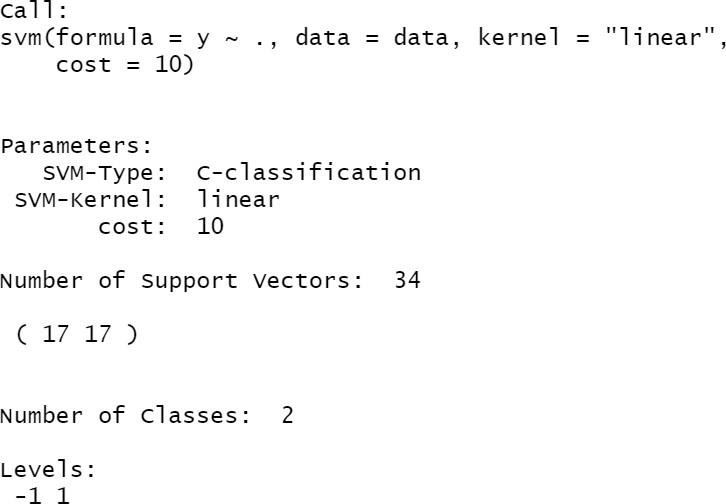 Call:
svm(formula = y ~ ., data = data, kernel = "linear",
    cost = 10)
Parameters:
   SVM-Type:  C-classification
 SVM-Kernel:  linear
       cost:  10
Number of Support Vectors:  34
 ( 17 17 )
Number of Classes:  2
Levels:
 -1 1